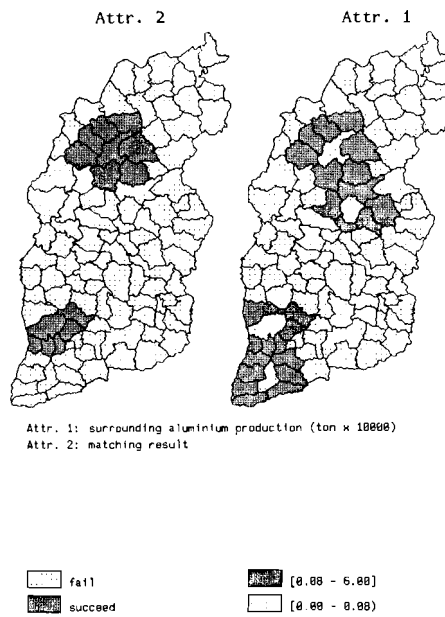 Attr. 2
Attr. 1
Attr. 1: surrounding aluminium production (ton x 10000)
Attr. 2: matching result
fail
succeed
[0.08 - 6.00]
[0.00 - 0.08)